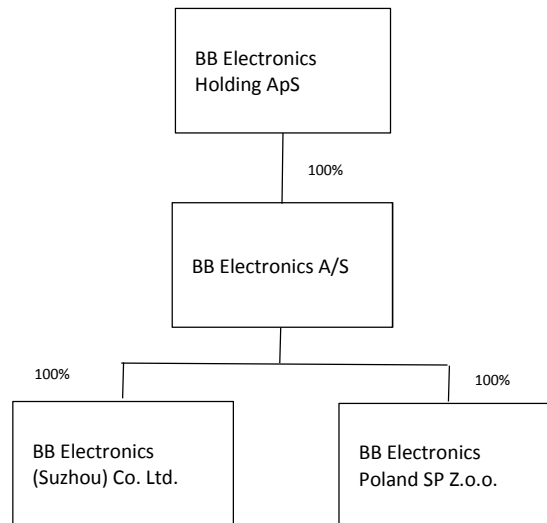 BB Electronics
Holding ApS
100%
BB Electronics A/S
100%
100%
BB Electronics
(Suzhou) Co. Ltd.
BB Electronics
Poland SP Z.o.o.